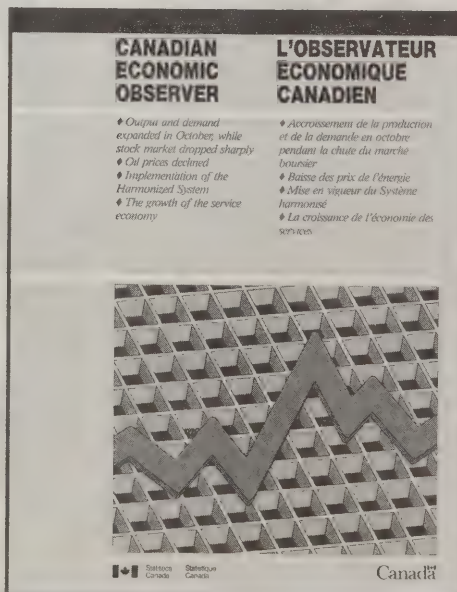 CANADIAN
ECONOMIC
OBSERVER
♦ Output and demand
expanded in October, while
stock market dropped sharply
♦ Oil prices declined
♦ Implementation of the
Harmonized System
♦ The growth of the service
economy
L'OBSERVATEUR
ÉCONOMIQUE
CANADIEN
♦ Accroissement de la production
et de la demande en octobre
pendant la chute du marché
boursier
♦ Baisse des prix de l'énergie
♦ Mise en vigueur du Système
harmonisé
♦ La croissance de l'économie des
services
Statistics
Canada
Statistique
Canada
Canada